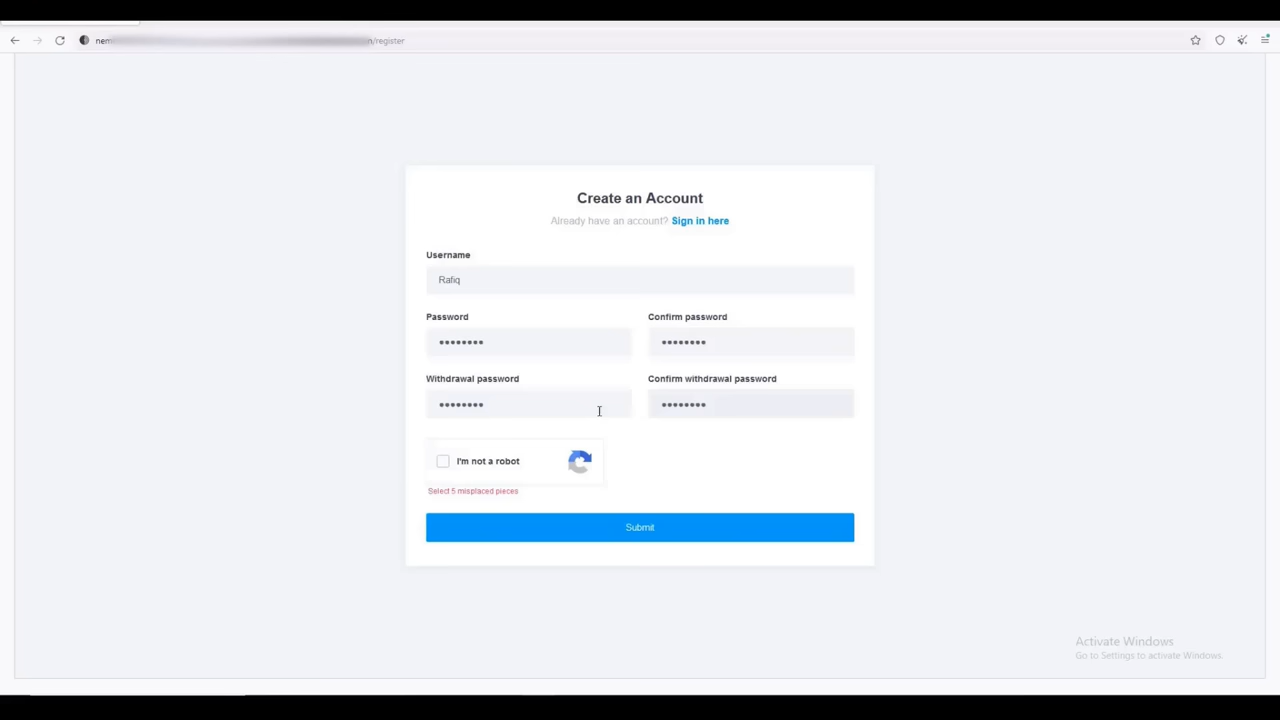 nem
/register
Create an Account
Already have an account? Sign in here
Username
Rafiq
Password
Confirm password
••••••••
••••••••
Withdrawal password
Confirm withdrawal password
••••••••
••••••••
I'm not a robot
Select 5 misplaced pieces
Submit
Activate Windows
Go to Settings to activate Windows.